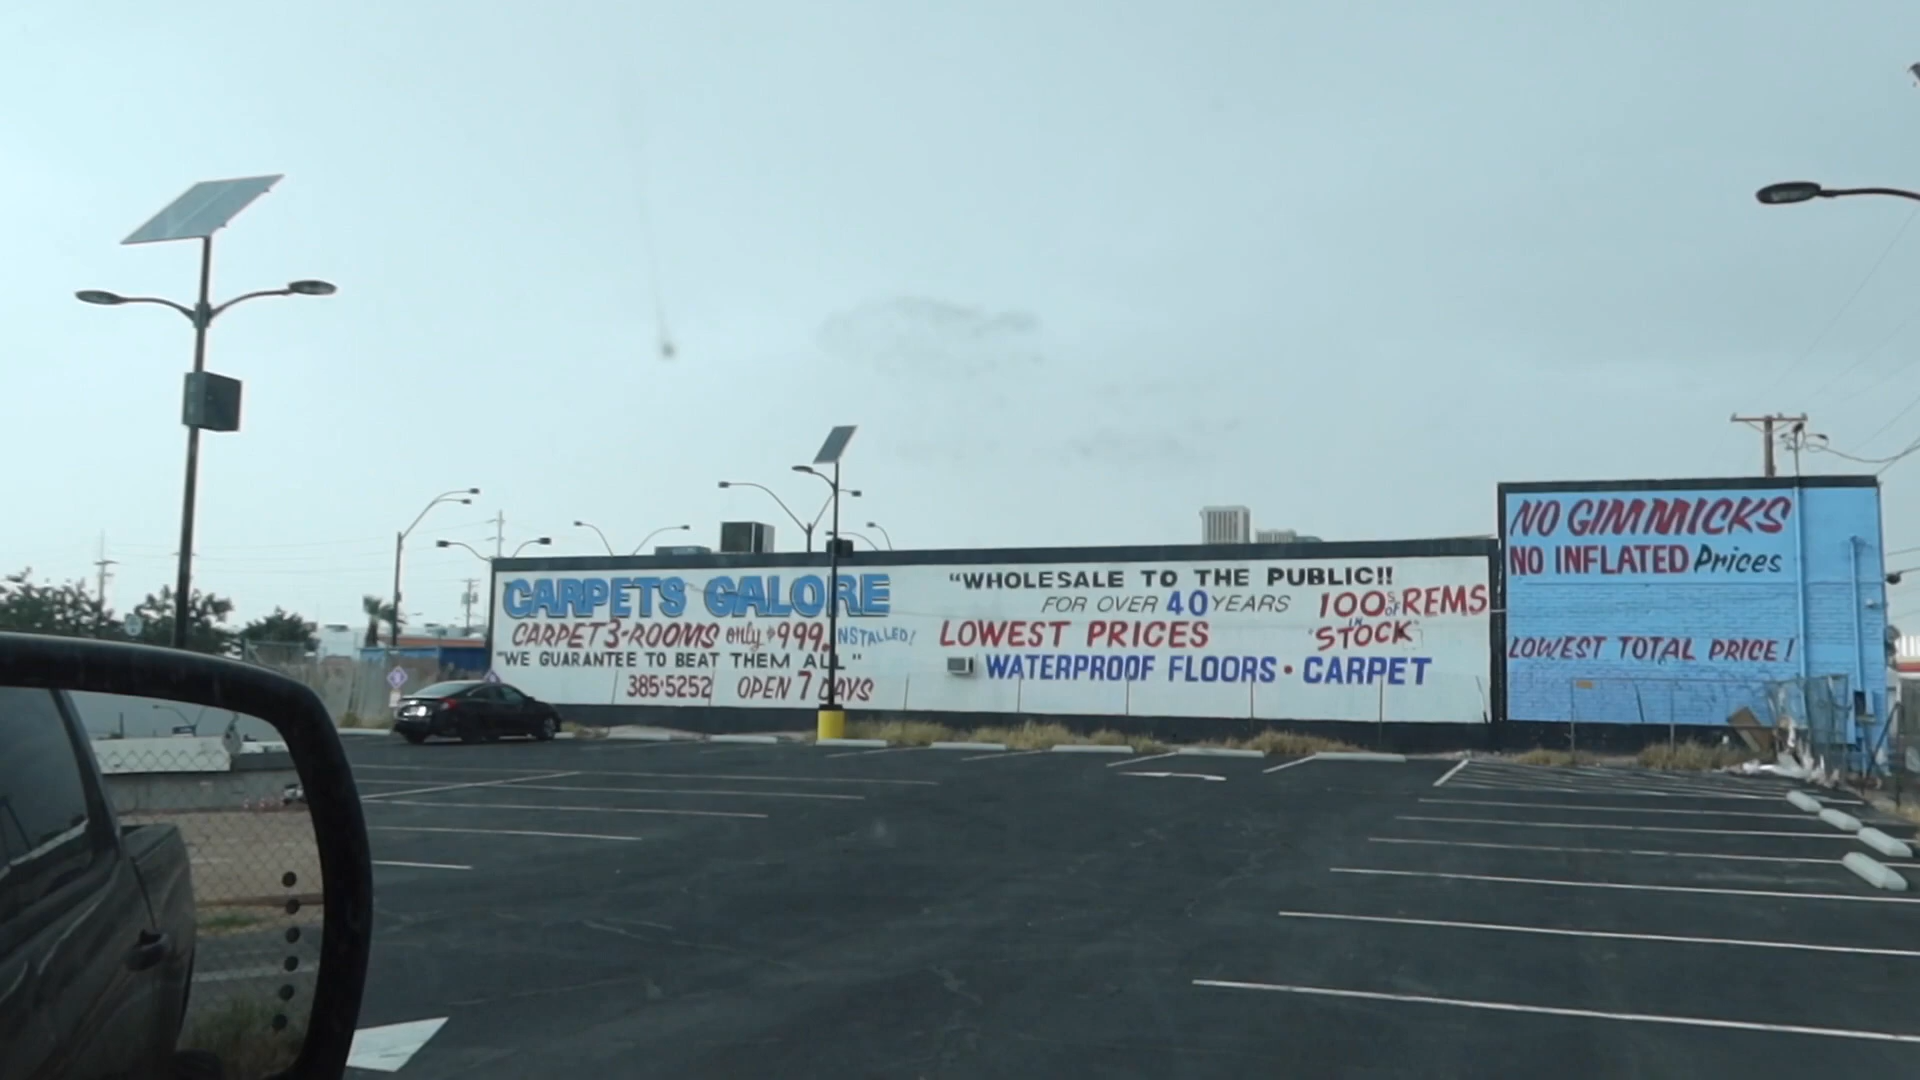 CARPETS GALORE
CARPET 3-ROOMS only $999. INSTALLED!
"WE GUARANTEE TO BEAT THEM ALL"
385-5252 OPEN 7 DAYS
"WHOLESALE TO THE PUBLIC!!
FOR OVER 40 YEARS
LOWEST PRICES
WATERPROOF FLOORS • CARPET
100s of REMS
IN
"STOCK"
NO GIMMICKS
NO INFLATED Prices
LOWEST TOTAL PRICE!